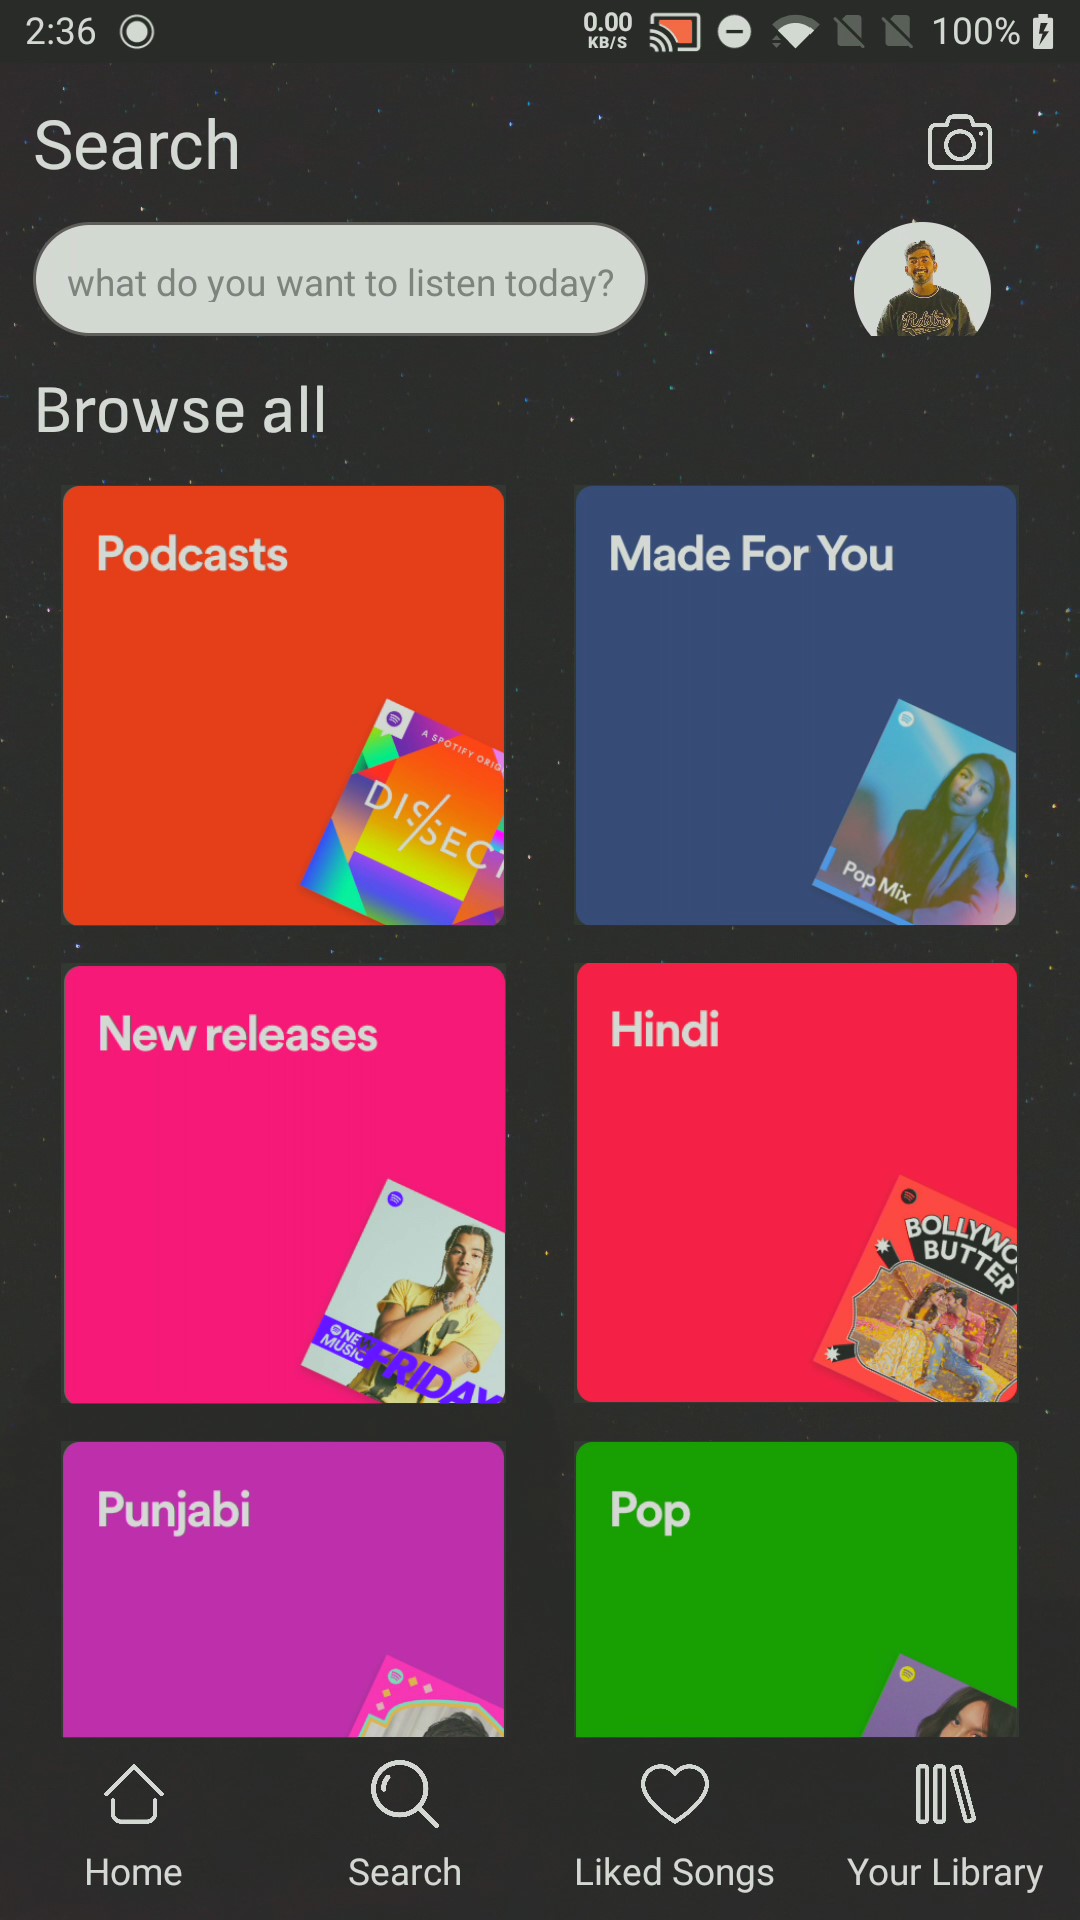 2:36
0.00
KB/S
100%
Search
what do you want to listen today?
Browse all
Podcasts
Made For You
A SPOTIFY ORIG
DISSECT
Pop Mix
New releases
Hindi
NE
MUSIC
FRIDAY
BOLLYWO
BUTTER
Punjabi
Pop
Home
Search
Liked Songs
Your Library